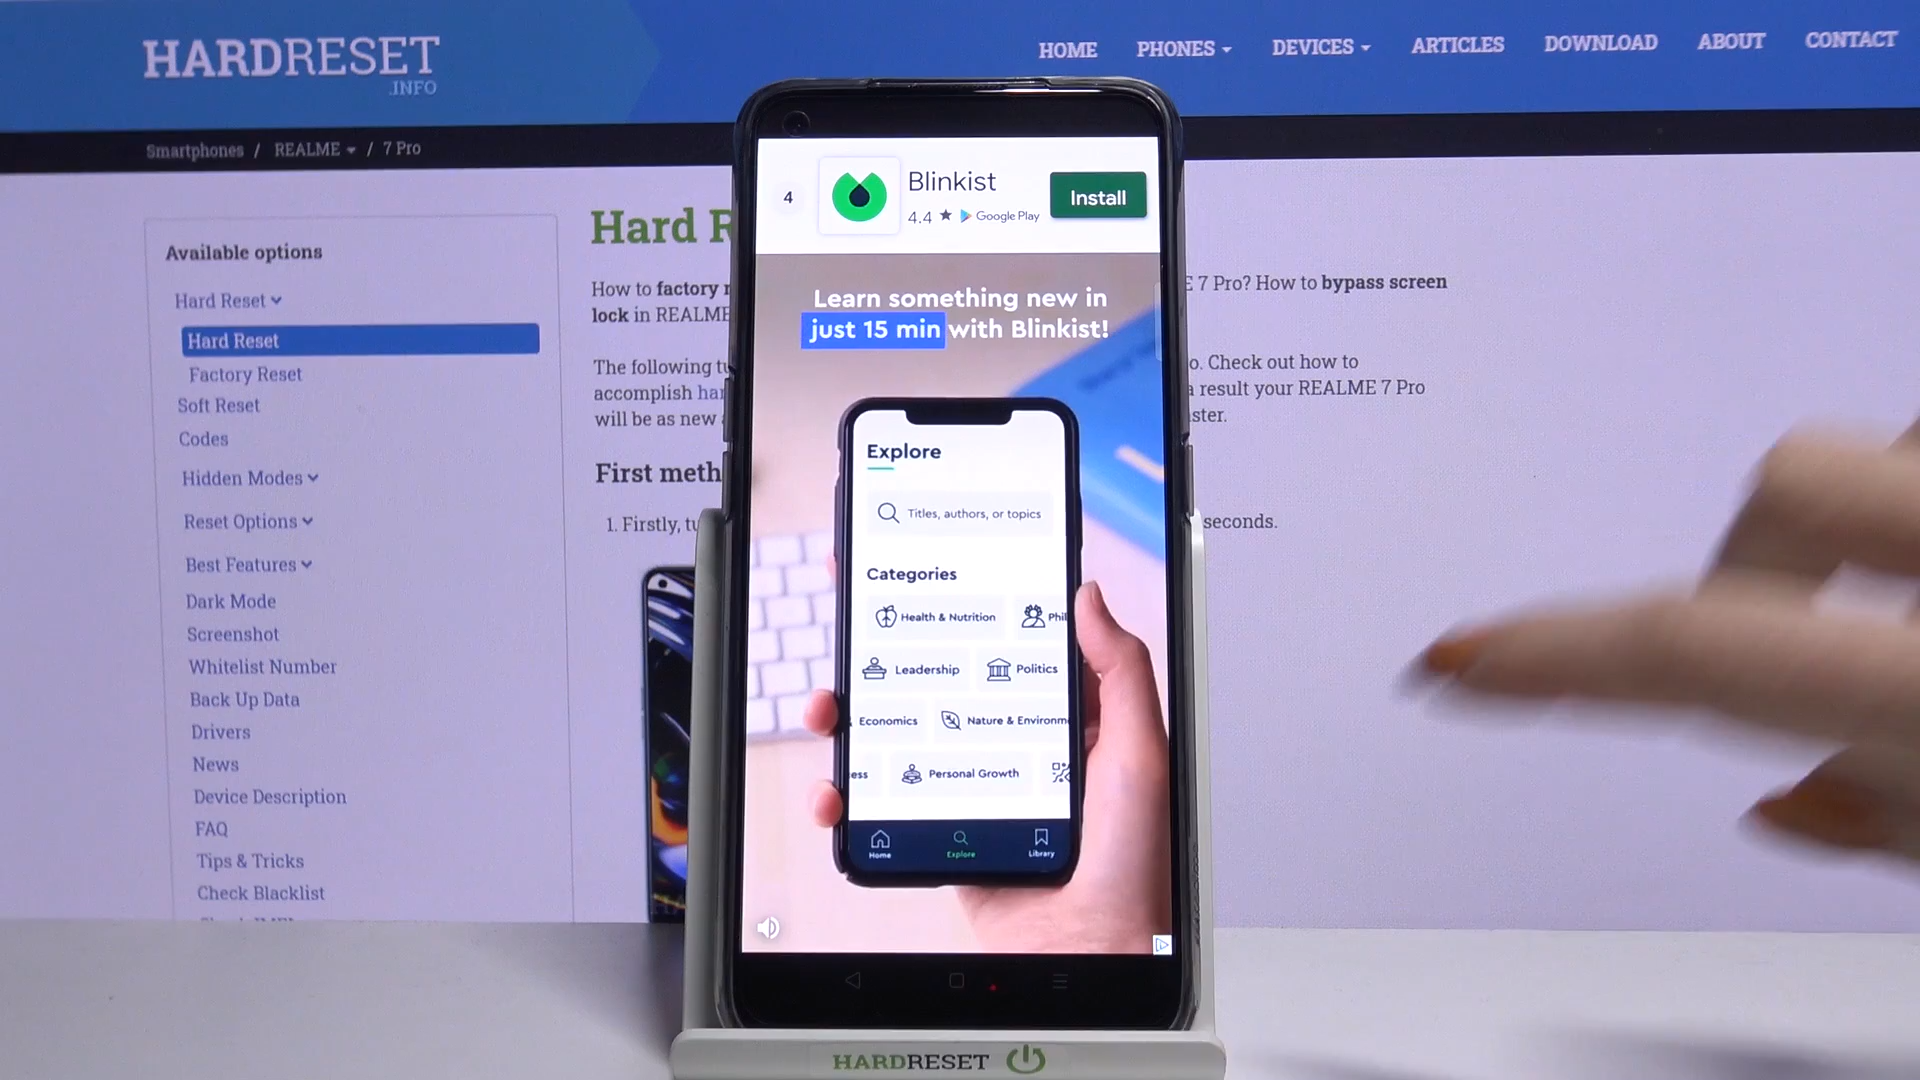 HARDRESET
.INFO
HOME PHONES DEVICES ARTICLES DOWNLOAD ABOUT CONTACT
Smartphones / REALME / 7 Pro
Available options
Hard Reset
Hard Reset
Factory Reset
Soft Reset
Codes
Hidden Modes
Reset Options
Best Features
Dark Mode
Screenshot
Whitelist Number
Back Up Data
Drivers
News
Device Description
FAQ
Tips & Tricks
Check Blacklist
Hard R
How to factory r
E 7 Pro? How to bypass screen
lock in REALME
The following tu
o. Check out how to
accomplish har
a result your REALME 7 Pro
will be as new
ster.
First meth
1. Firstly, tu
seconds.
4
Blinkist
4.4 ★ Google Play
Install
Learn something new in
just 15 min with Blinkist!
Explore
Titles, authors, or topics
Categories
Health & Nutrition
Phil
Leadership
Politics
Economics
Nature & Environm
ess
Personal Growth
Home
Explore
Library
HARDRESET